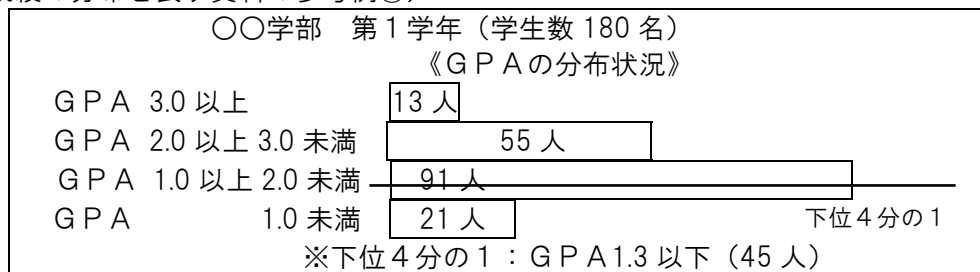 〇〇学部 第1学年(学生数 180 名)
《GPAの分布状況》
GPA 3.0 以上 13 人
GPA 2.0 以上 3.0 未満 55 人
GPA 1.0 以上 2.0 未満 91 人
GPA 1.0 未満 21 人 下位4分の1
※下位4分の1:GPA1.3 以下(45 人)